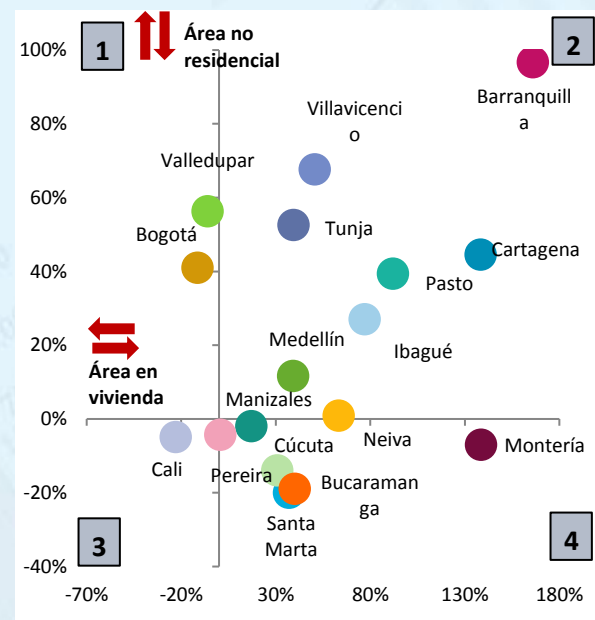 1
Área no
residencial
2
100%
Barranquill
a
80%
Villavicenci
o
Valledupar
60%
Tunja
Bogotá
Cartagena
40%
Pasto
Medellín
Ibagué
20%
Área en
vivienda
Manizales
0%
Cúcuta
Neiva
Montería
Cali
Pereira
Bucaramanga
nga
-20%
Santa
Marta
3
4
-40%
-70%
-20%
30%
80%
130%
180%